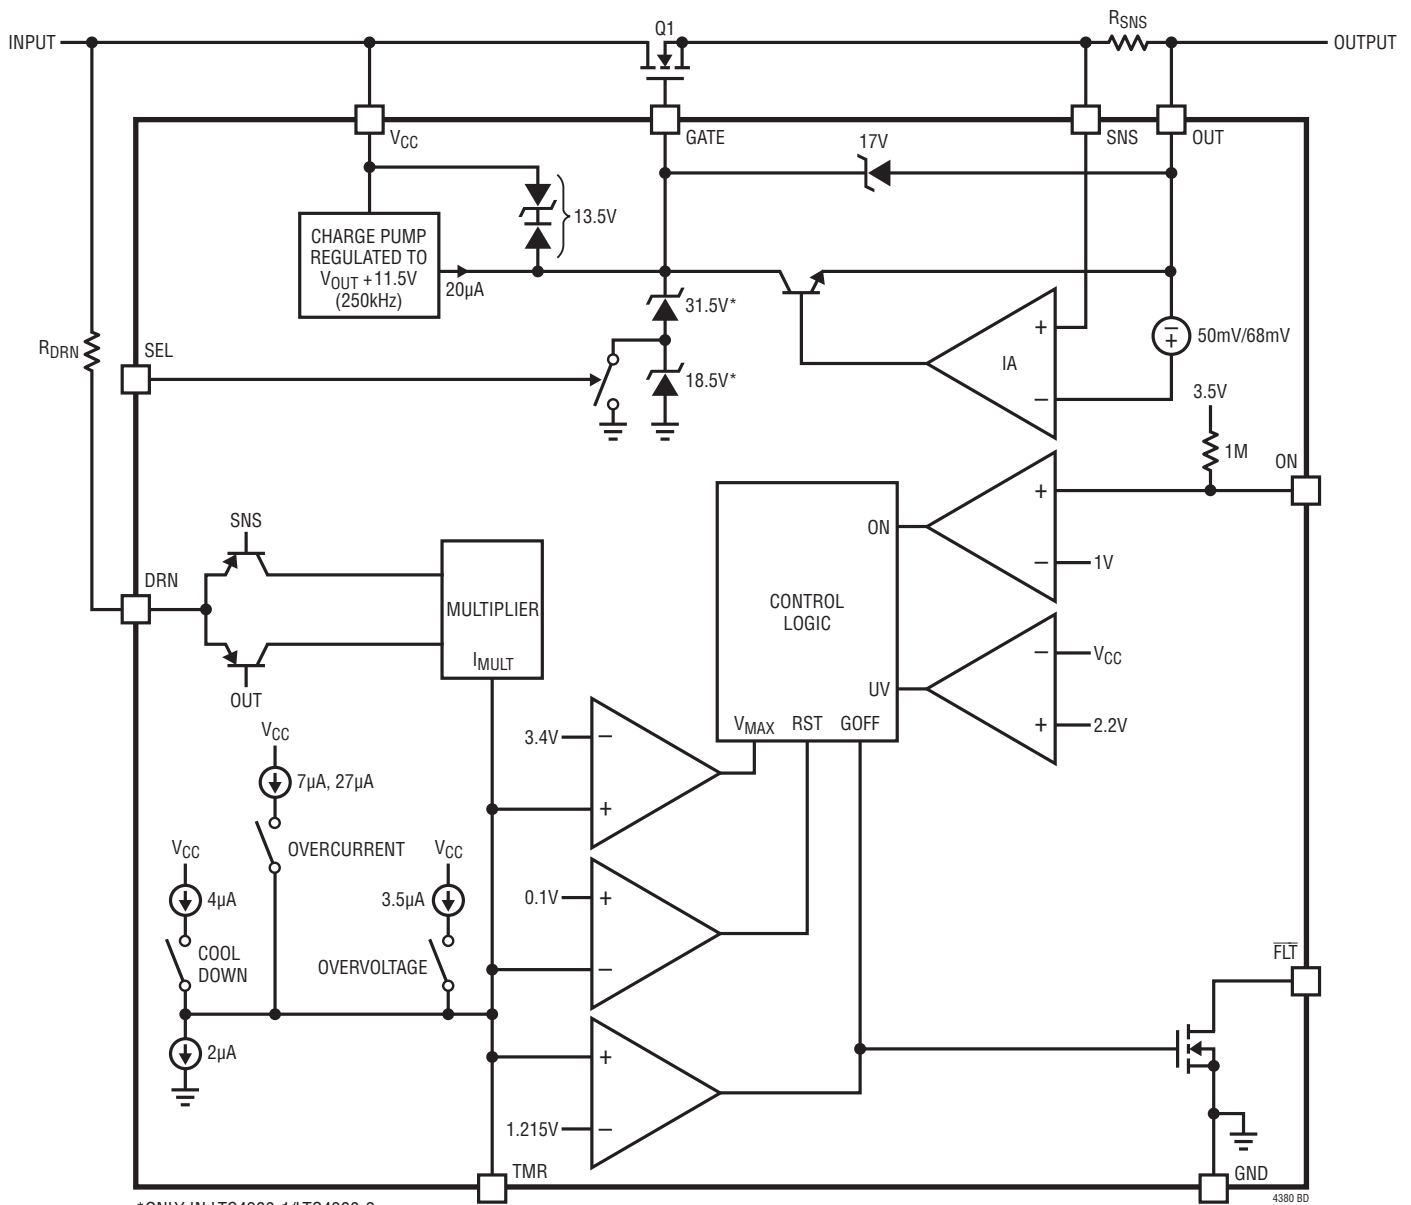 Q1
RSNS
INPUT
OUTPUT
VCC
GATE
SNS
OUT
17V
13.5V
CHARGE PUMP
REGULATED TO
VOUT +11.5V
(250kHz)
20µA
31.5V*
18.5V*
+
IA
−
−
+
50mV/68mV
RDRN
SEL
3.5V
1M
ON
+
−
1V
ON
CONTROL
LOGIC
UV
VMAX RST GOFF
−
VCC
+
2.2V
SNS
DRN
MULTIPLIER
IMULT
OUT
VCC
7µA, 27µA
OVERCURRENT
VCC
4µA
COOL
DOWN
VCC
3.5µA
OVERVOLTAGE
2µA
3.4V
−
+
0.1V
+
−
+
1.215V
−
FLT
TMR
GND
4380 BD